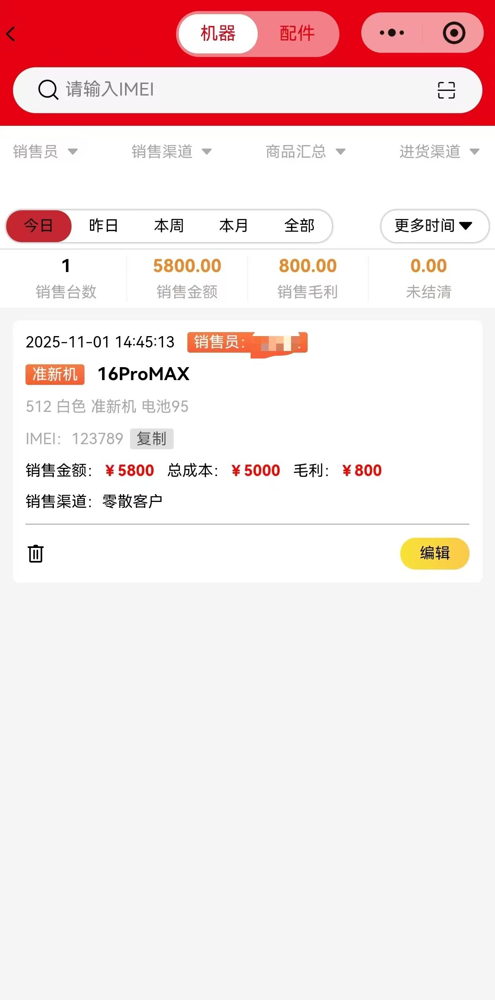 机器 配件
请输入IMEI
销售员 销售渠道 商品汇总 进货渠道
今日 昨日 本周 本月 全部 更多时间
1 5800.00 800.00 0.00
销售台数 销售金额 销售毛利 未结清
2025-11-01 14:45:13 销售员：
准新机 16ProMAX
512 白色 准新机 电池95
IMEI： 123789 复制
销售金额： ￥5800 总成本： ￥5000 毛利： ￥800
销售渠道：零散客户
编辑